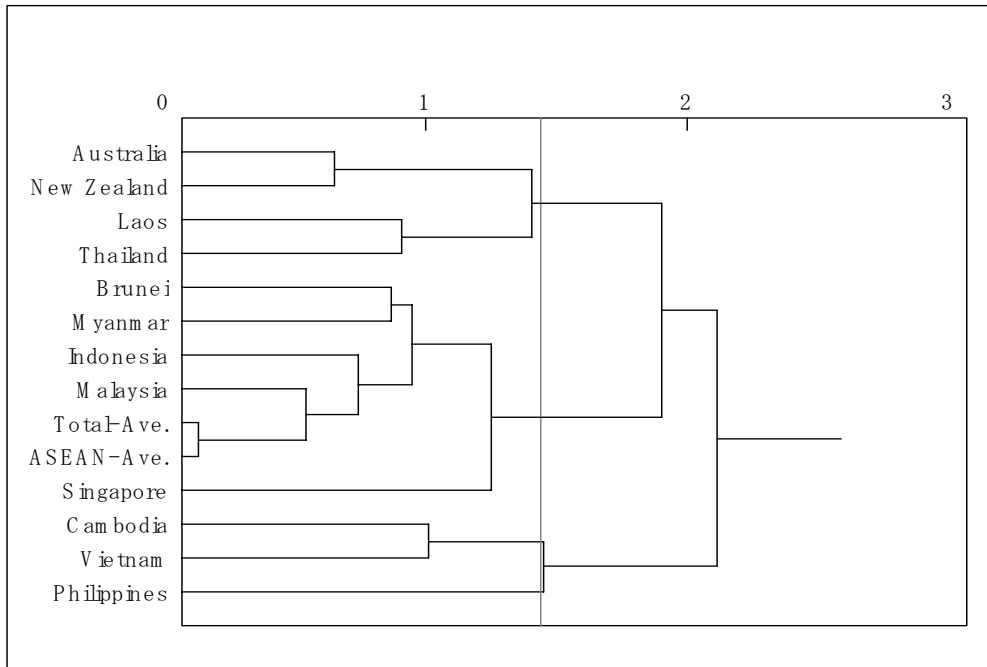 0 1 2 3
Australia
New Zealand
Laos
Thailand
Brunei
Myanmar
Indonesia
Malaysia
Total-Ave.
ASEAN-Ave.
Singapore
Cambodia
Vietnam
Philippines